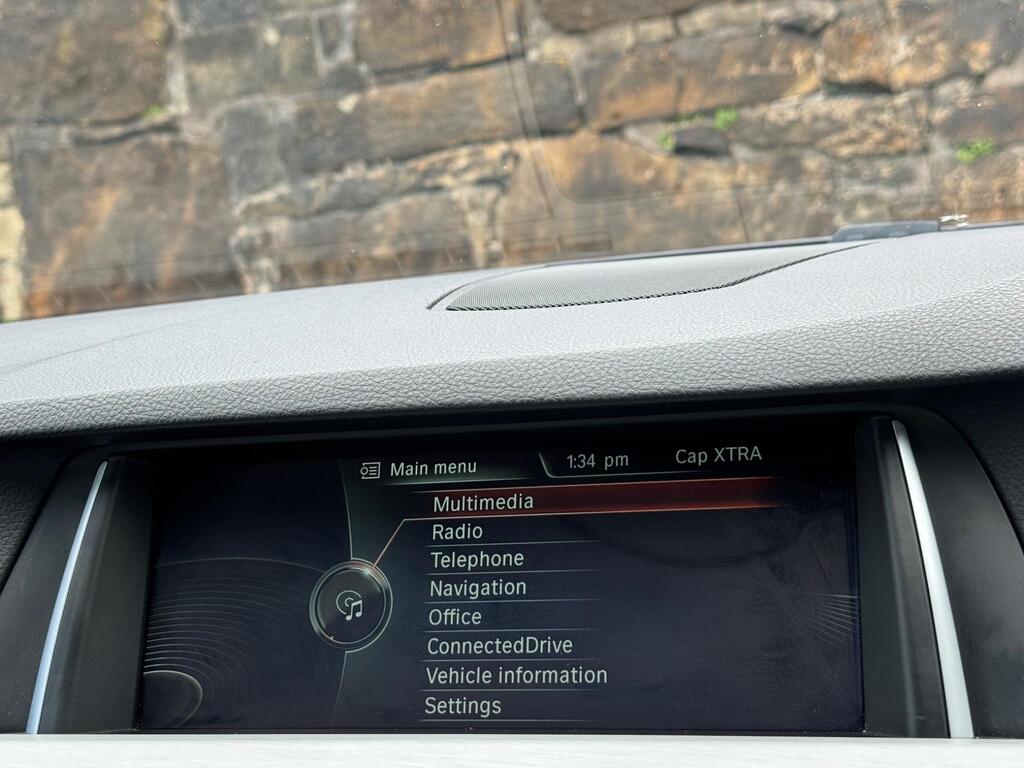 Main menu 1:34 pm Cap XTRA
Multimedia
Radio
Telephone
Navigation
Office
ConnectedDrive
Vehicle information
Settings